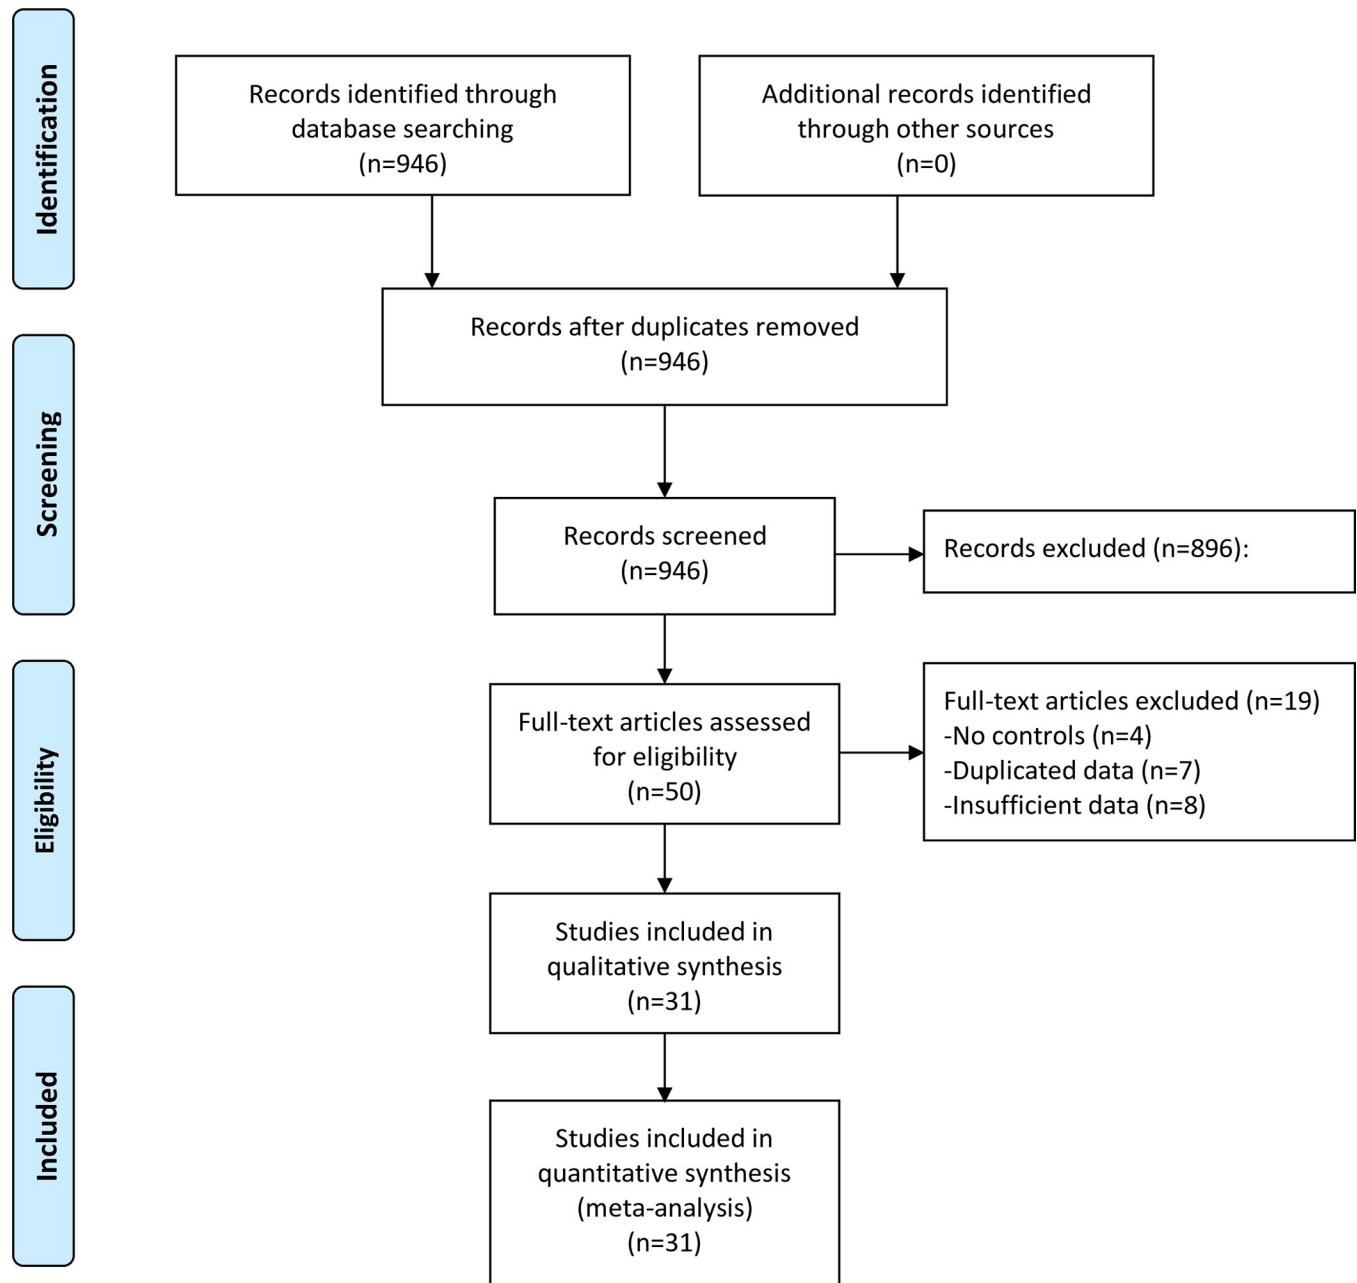 Identification
Records identified through
database searching
(n=946)
Additional records identified
through other sources
(n=0)
Records after duplicates removed
(n=946)
Screening
Records screened
(n=946)
Records excluded (n=896):
Eligibility
Full-text articles assessed
for eligibility
(n=50)
Full-text articles excluded (n=19)
-No controls (n=4)
-Duplicated data (n=7)
-Insufficient data (n=8)
Studies included in
qualitative synthesis
(n=31)
Included
Studies included in
quantitative synthesis
(meta-analysis)
(n=31)